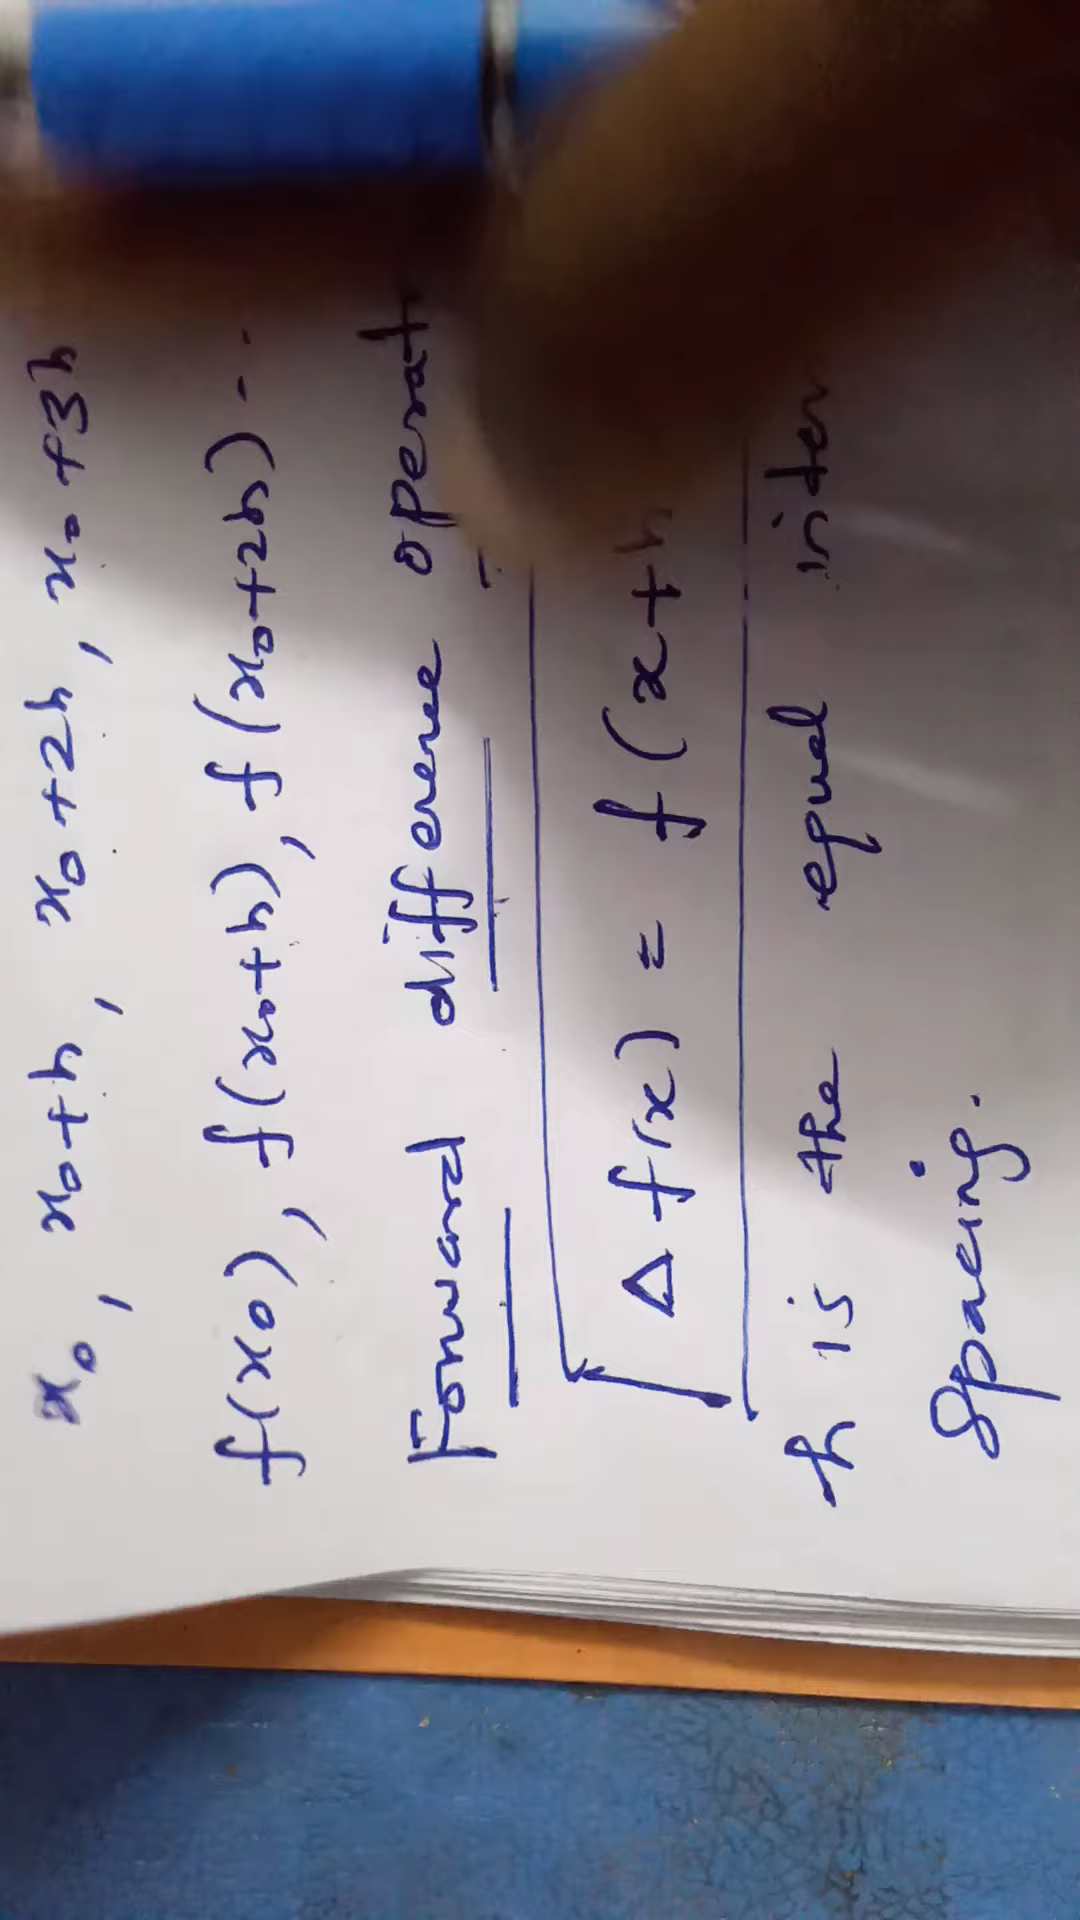 x₀, x₀+h, x₀+2h, x₀+3h
f(x₀), f(x₀+h), f(x₀+2h) - -
Forward difference operat
Δ f(x) = f(x+h
h is the equal inter
Spacing.